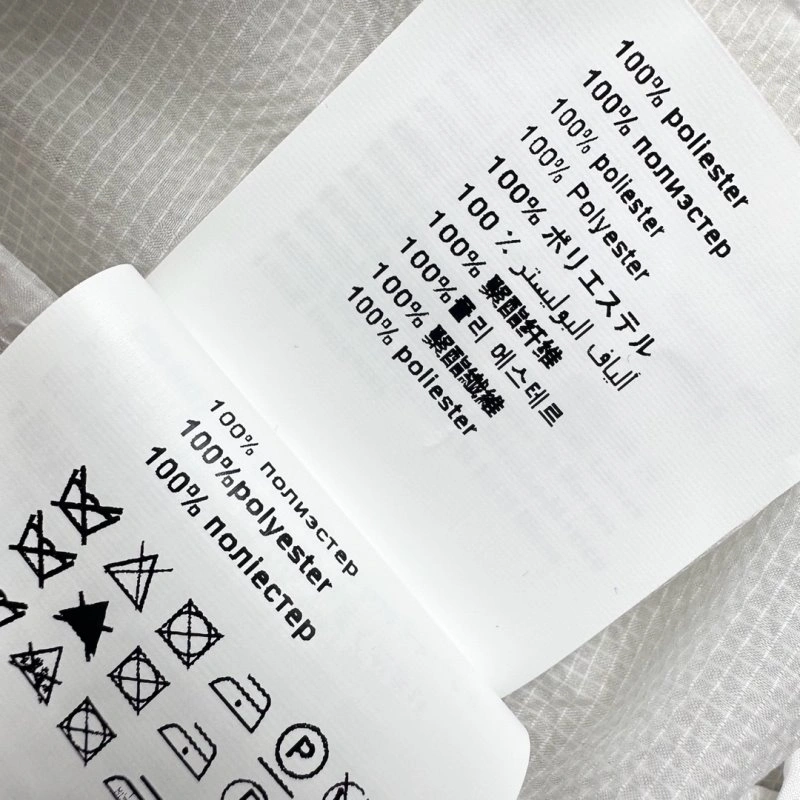 100% poliester
100% полиэстер
100% poliester
100% Polyester
100% ポリエステル
100 ٪ ألياف البوليستر
100% 聚酯纤维
100% 폴리 에스테르
100% 聚酯纖維
100% poliester
100% полиэстер
100%polyester
100% поліестер
P